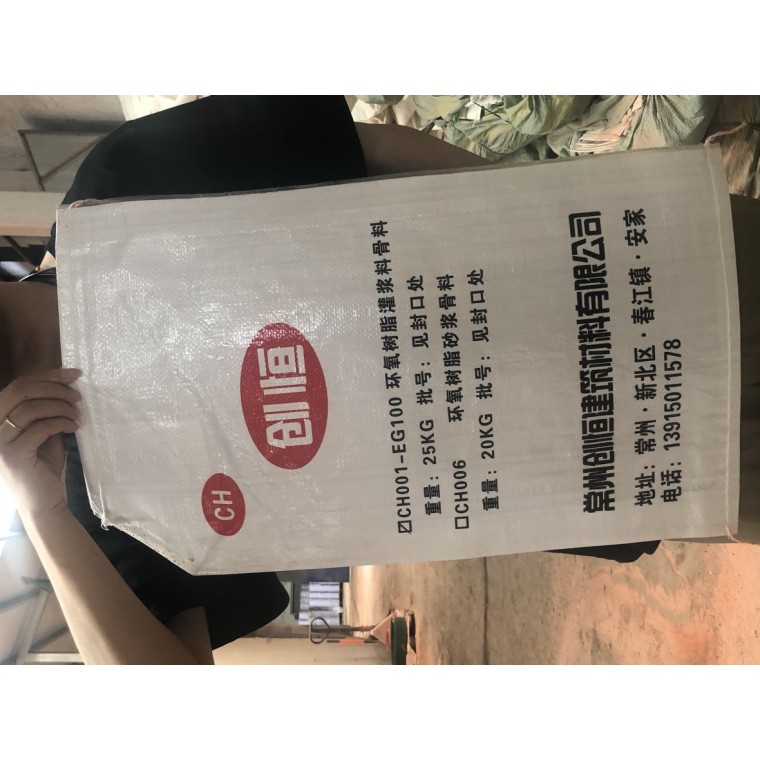 CH
创恒
☑CH001-EG100 环氧树脂灌浆料骨料
重量：25KG 批号：见封口处
☐CH006 环氧树脂砂浆骨料
重量：20KG 批号：见封口处
常州创恒建筑材料有限公司
地址：常州·新北区·春江镇·安家
电话：13915011578